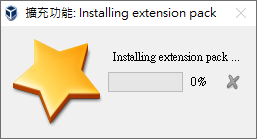 擴充功能: Installing extension pack
Installing extension pack ...
0%